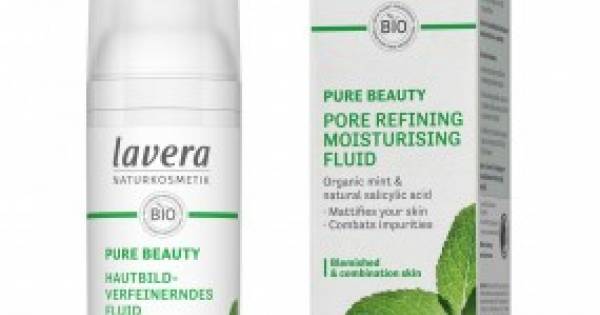 lavera
NATURKOSMETIK
BIO
PURE BEAUTY
HAUTBILD-
VERFEINERNDES
FLUID
BIO
PURE BEAUTY
PORE REFINING
MOISTURISING
FLUID
Organic mint &
natural salicylic acid
· Mattifies your skin
· Combats impurities
Blemished
& combination skin